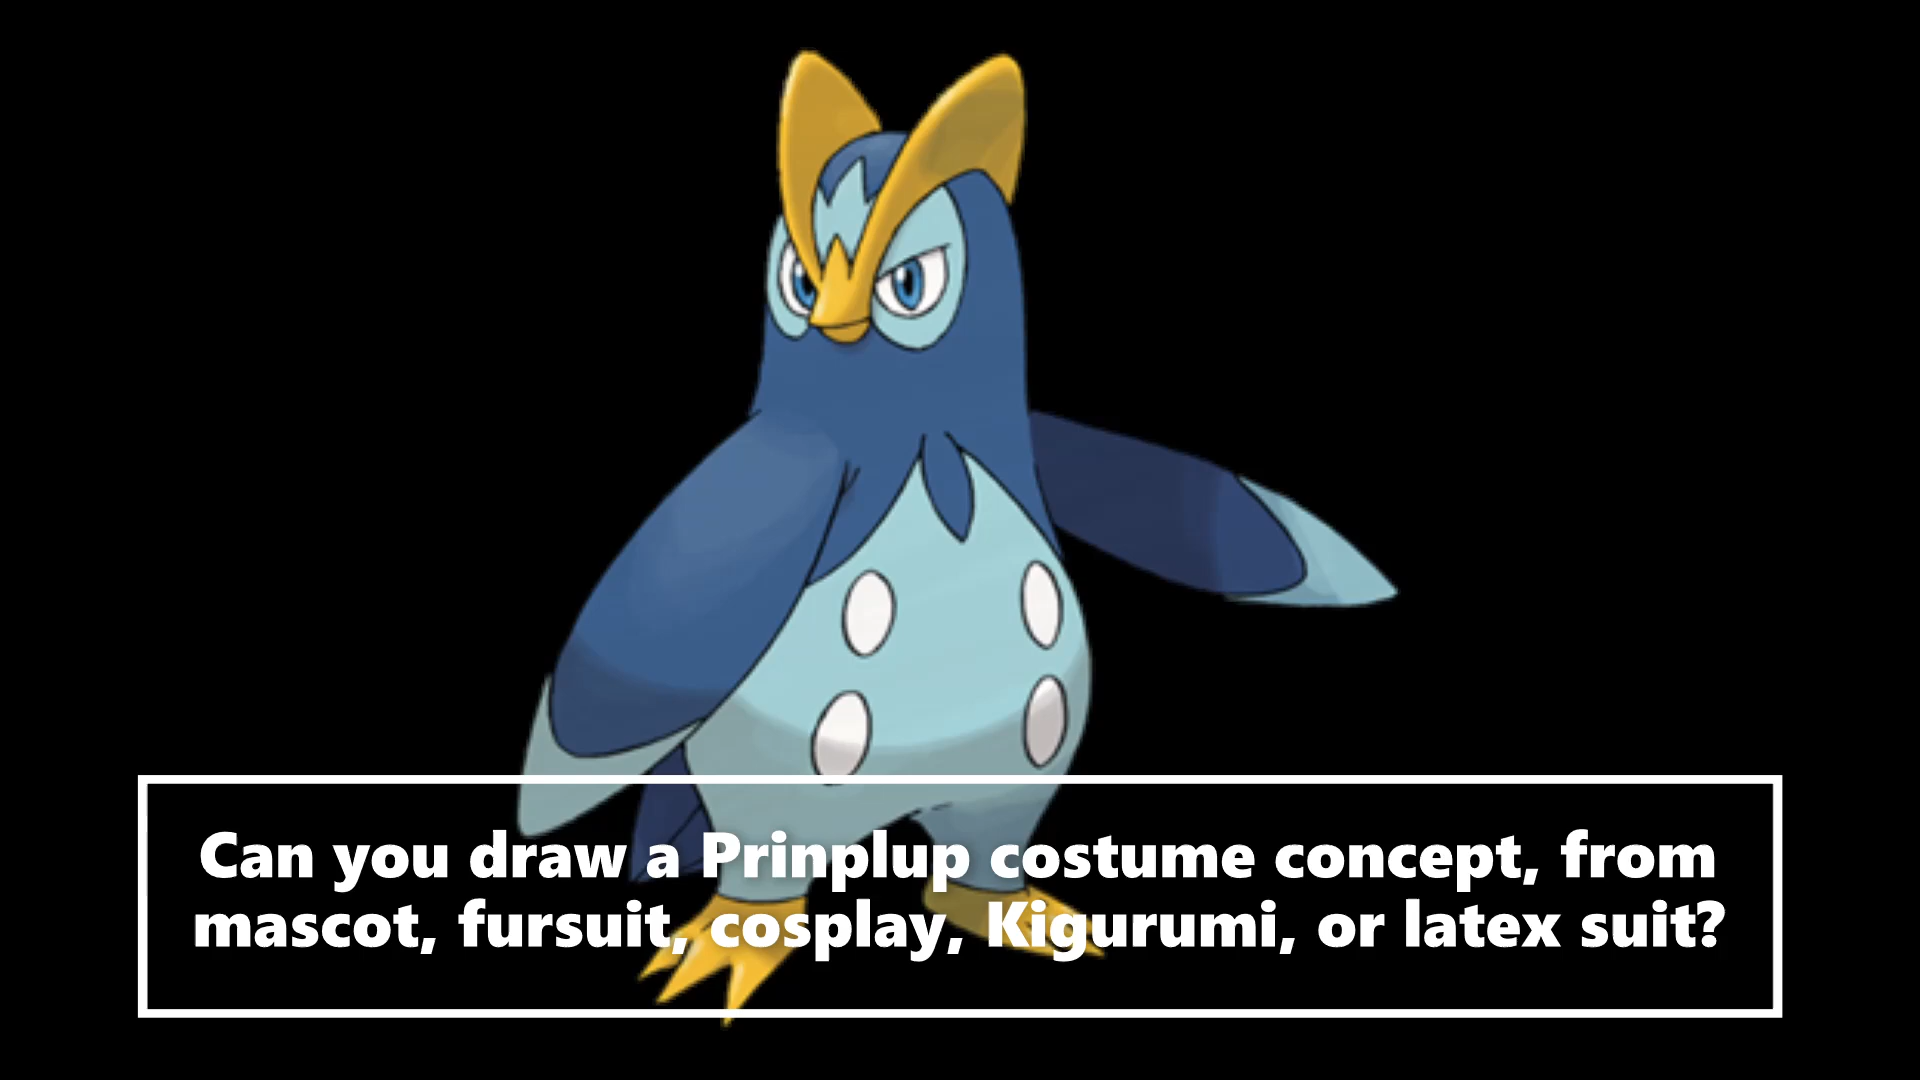 Can you draw a Prinplup costume concept, from
mascot, fursuit, cosplay, Kigurumi, or latex suit?